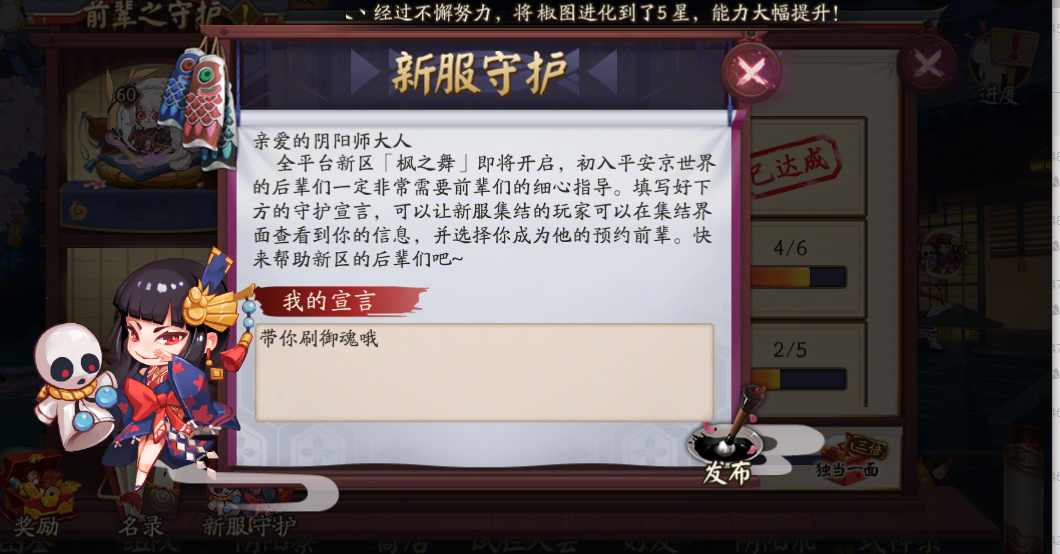 前辈之守护
、经过不懈努力，将椒图进化到了5星，能力大幅提升！
新服守护
60
进度
亲爱的阴阳师大人
全平台新区「枫之舞」即将开启，初入平安京世界
的后辈们一定非常需要前辈们的细心指导。填写好下
方的守护宣言，可以让新服集结的玩家可以在集结界
面查看到你的信息，并选择你成为他的预约前辈。快
来帮助新区的后辈们吧~
已达成
4/6
我的宣言
带你刷御魂哦
2/5
发布
三倍
独当一面
奖励
名录
新服守护